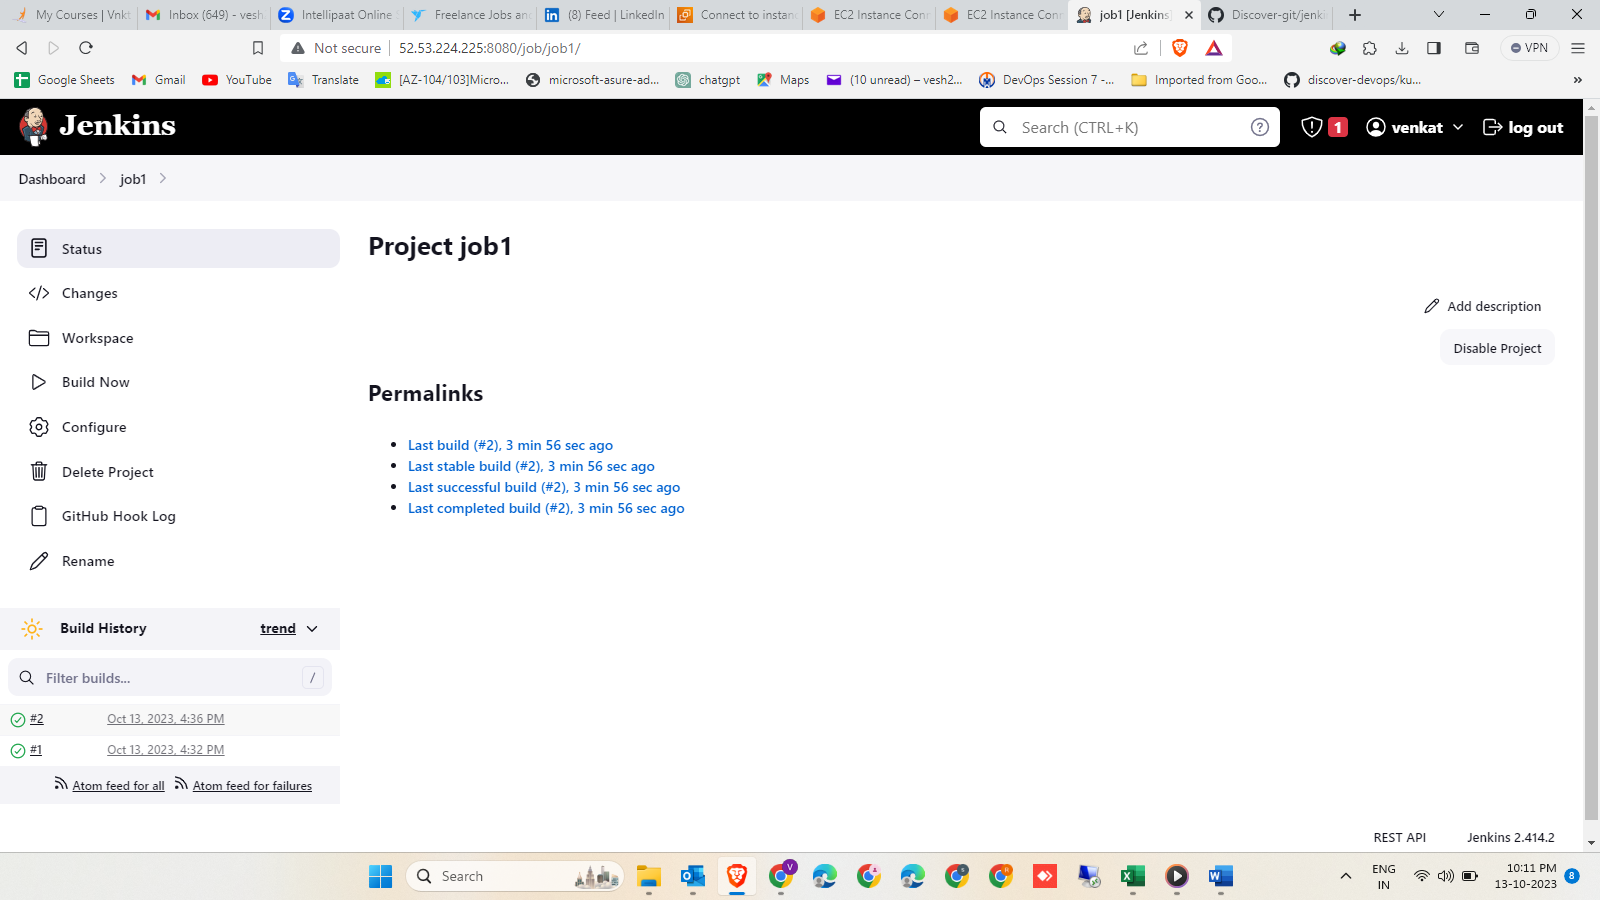 My Courses | Vnkt
Inbox (649) - vesh
Intellipaat Online
Freelance Jobs an
(8) Feed | LinkedIn
Connect to instan
EC2 Instance Con
EC2 Instance Con
job1 [Jenkins]
Discover-git/jenki
Not secure
52.53.224.225:8080/job/job1/
VPN
Google Sheets
Gmail
YouTube
Translate
[AZ-104/103]Micro...
microsoft-asure-ad...
chatgpt
Maps
(10 unread) – vesh2...
DevOps Session 7 -...
Imported from Goo...
discover-devops/ku...
»
Jenkins
Search (CTRL+K)
1
venkat
log out
Dashboard
job1
Status
Changes
Workspace
Build Now
Configure
Delete Project
GitHub Hook Log
Rename
Project job1
Add description
Disable Project
Permalinks
Last build (#2), 3 min 56 sec ago
Last stable build (#2), 3 min 56 sec ago
Last successful build (#2), 3 min 56 sec ago
Last completed build (#2), 3 min 56 sec ago
Build History
trend
Filter builds...
/
#2
Oct 13, 2023, 4:36 PM
#1
Oct 13, 2023, 4:32 PM
Atom feed for all
Atom feed for failures
REST API
Jenkins 2.414.2
Search
ENG
IN
10:11 PM
13-10-2023
8